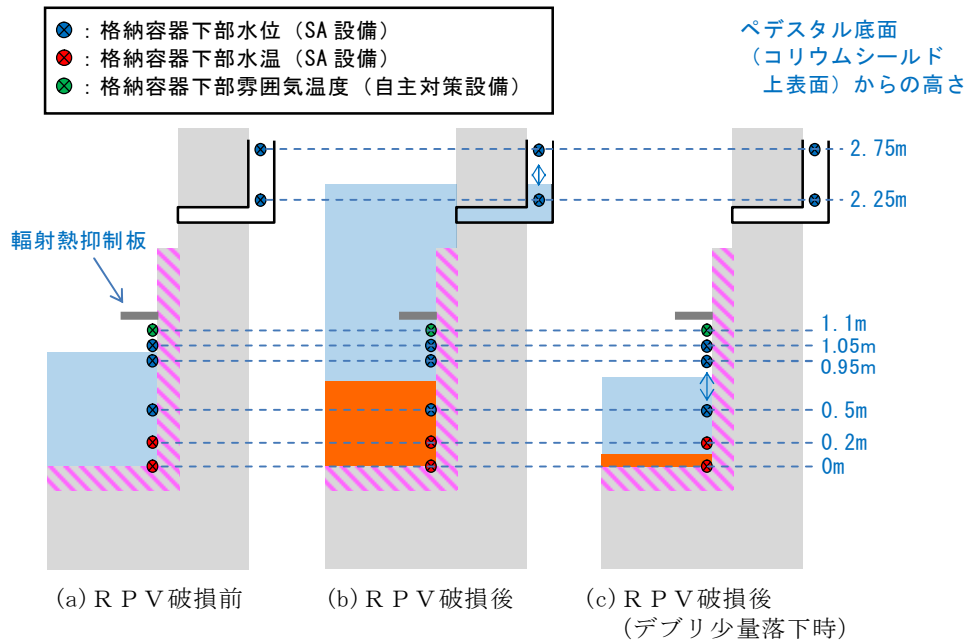 ：格納容器下部水位（SA 設備）
：格納容器下部水温（SA 設備）
：格納容器下部雰囲気温度（自主対策設備）
ペデスタル底面
（コリウムシールド
上表面）からの高さ
2.75m
2.25m
輻射熱抑制板
1.1m
1.05m
0.95m
0.5m
0.2m
0m
(a) ＲＰＶ破損前
(b) ＲＰＶ破損後
(c) ＲＰＶ破損後
（デブリ少量落下時）